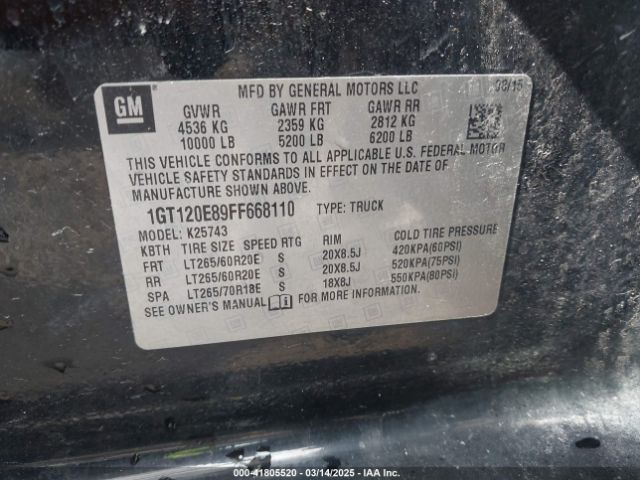 MFD BY GENERAL MOTORS LLC
08/15
GM
GVWR GAWR FRT GAWR RR
4536 KG 2359 KG 2812 KG
10000 LB 5200 LB 6200 LB
THIS VEHICLE CONFORMS TO ALL APPLICABLE U.S. FEDERAL MOTOR
VEHICLE SAFETY STANDARDS IN EFFECT ON THE DATE OF
MANUFACTURE SHOWN ABOVE.
1GT120E89FF668110 TYPE: TRUCK
MODEL: K25743
KBTH TIRE SIZE SPEED RTG RIM COLD TIRE PRESSURE
FRT LT265/60R20E S 20X8.5J 420KPA(60PSI)
RR LT265/60R20E S 20X8.5J 520KPA(75PSI)
SPA LT265/70R18E S 18X8J 550KPA(80PSI)
SEE OWNER'S MANUAL FOR MORE INFORMATION.
000-41805520 - 03/14/2025 - IAA Inc.